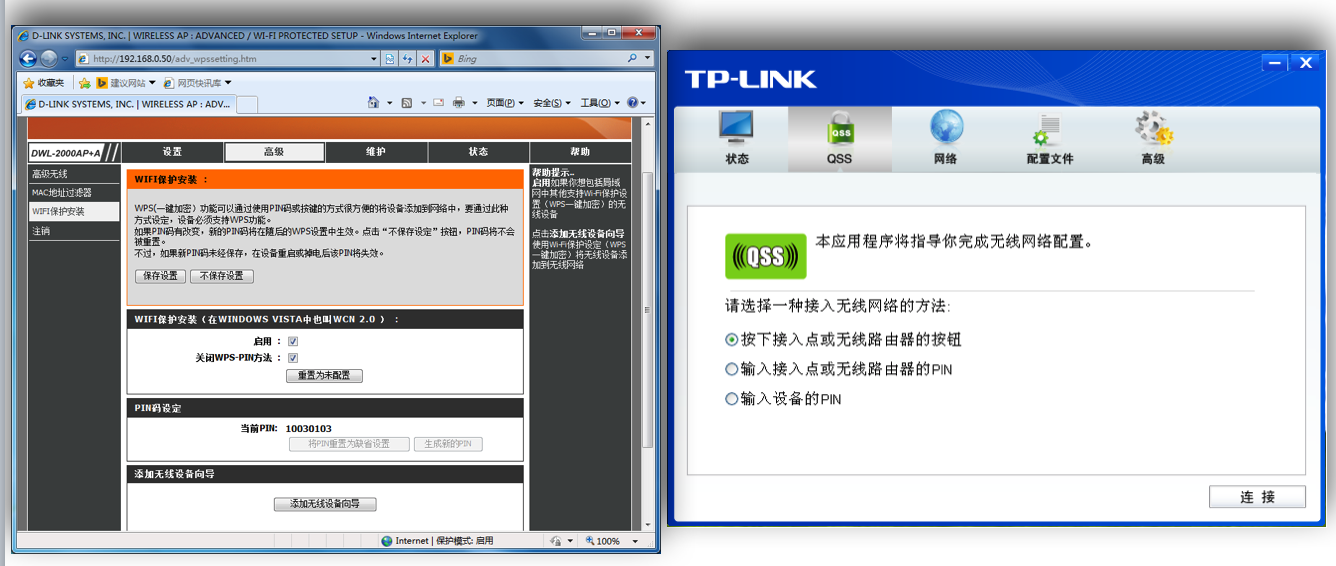 D-LINK SYSTEMS, INC. | WIRELESS AP : ADVANCED / WI-FI PROTECTED SETUP - Windows Internet Explorer
http://192.168.0.50/adv_wpssetting.htm
Bing
收藏夹
建议网站
网页快讯库
D-LINK SYSTEMS, INC. | WIRELESS AP : ADV...
页面(P)
安全(S)
工具(O)
DWL-2000AP+A
设置
高级
维护
状态
帮助
高级无线
MAC地址过滤器
WIFI保护安装
注销
WIFI保护安装 :
WPS(一键加密）功能可以通过使用PIN码或按键的方式很方便的将设备添加到网络中，要通过此种
方式设定，设备必须支持WPS功能。
如果PIN码有改变，新的PIN码将在随后的WPS设置中生效。点击“不保存设定”按钮，PIN码将不会
被重置。
不过，如果新PIN码未经保存，在设备重启或掉电后该PIN将失效。
保存设置
不保存设置
WIFI保护安装（在WINDOWS VISTA中也叫WCN 2.0 ） :
启用 :
关闭WPS-PIN方法 :
重置为未配置
PIN码设定
当前PIN: 10030103
将PIN重置为缺省设置
生成新的PIN
添加无线设备向导
添加无线设备向导
帮助提示..
启用如果你想包括局域
网中其他支持Wi-Fi保护设
置（WPS一键加密）的无
线设备
点击添加无线设备向导
使用Wi-Fi保护设定（WPS
一键加密）将无线设备添
加到无线网络
Internet | 保护模式: 启用
100%
TP-LINK
状态
QSS
QSS
网络
配置文件
高级
QSS
本应用程序将指导你完成无线网络配置。
请选择一种接入无线网络的方法:
按下接入点或无线路由器的按钮
输入接入点或无线路由器的PIN
输入设备的PIN
连 接